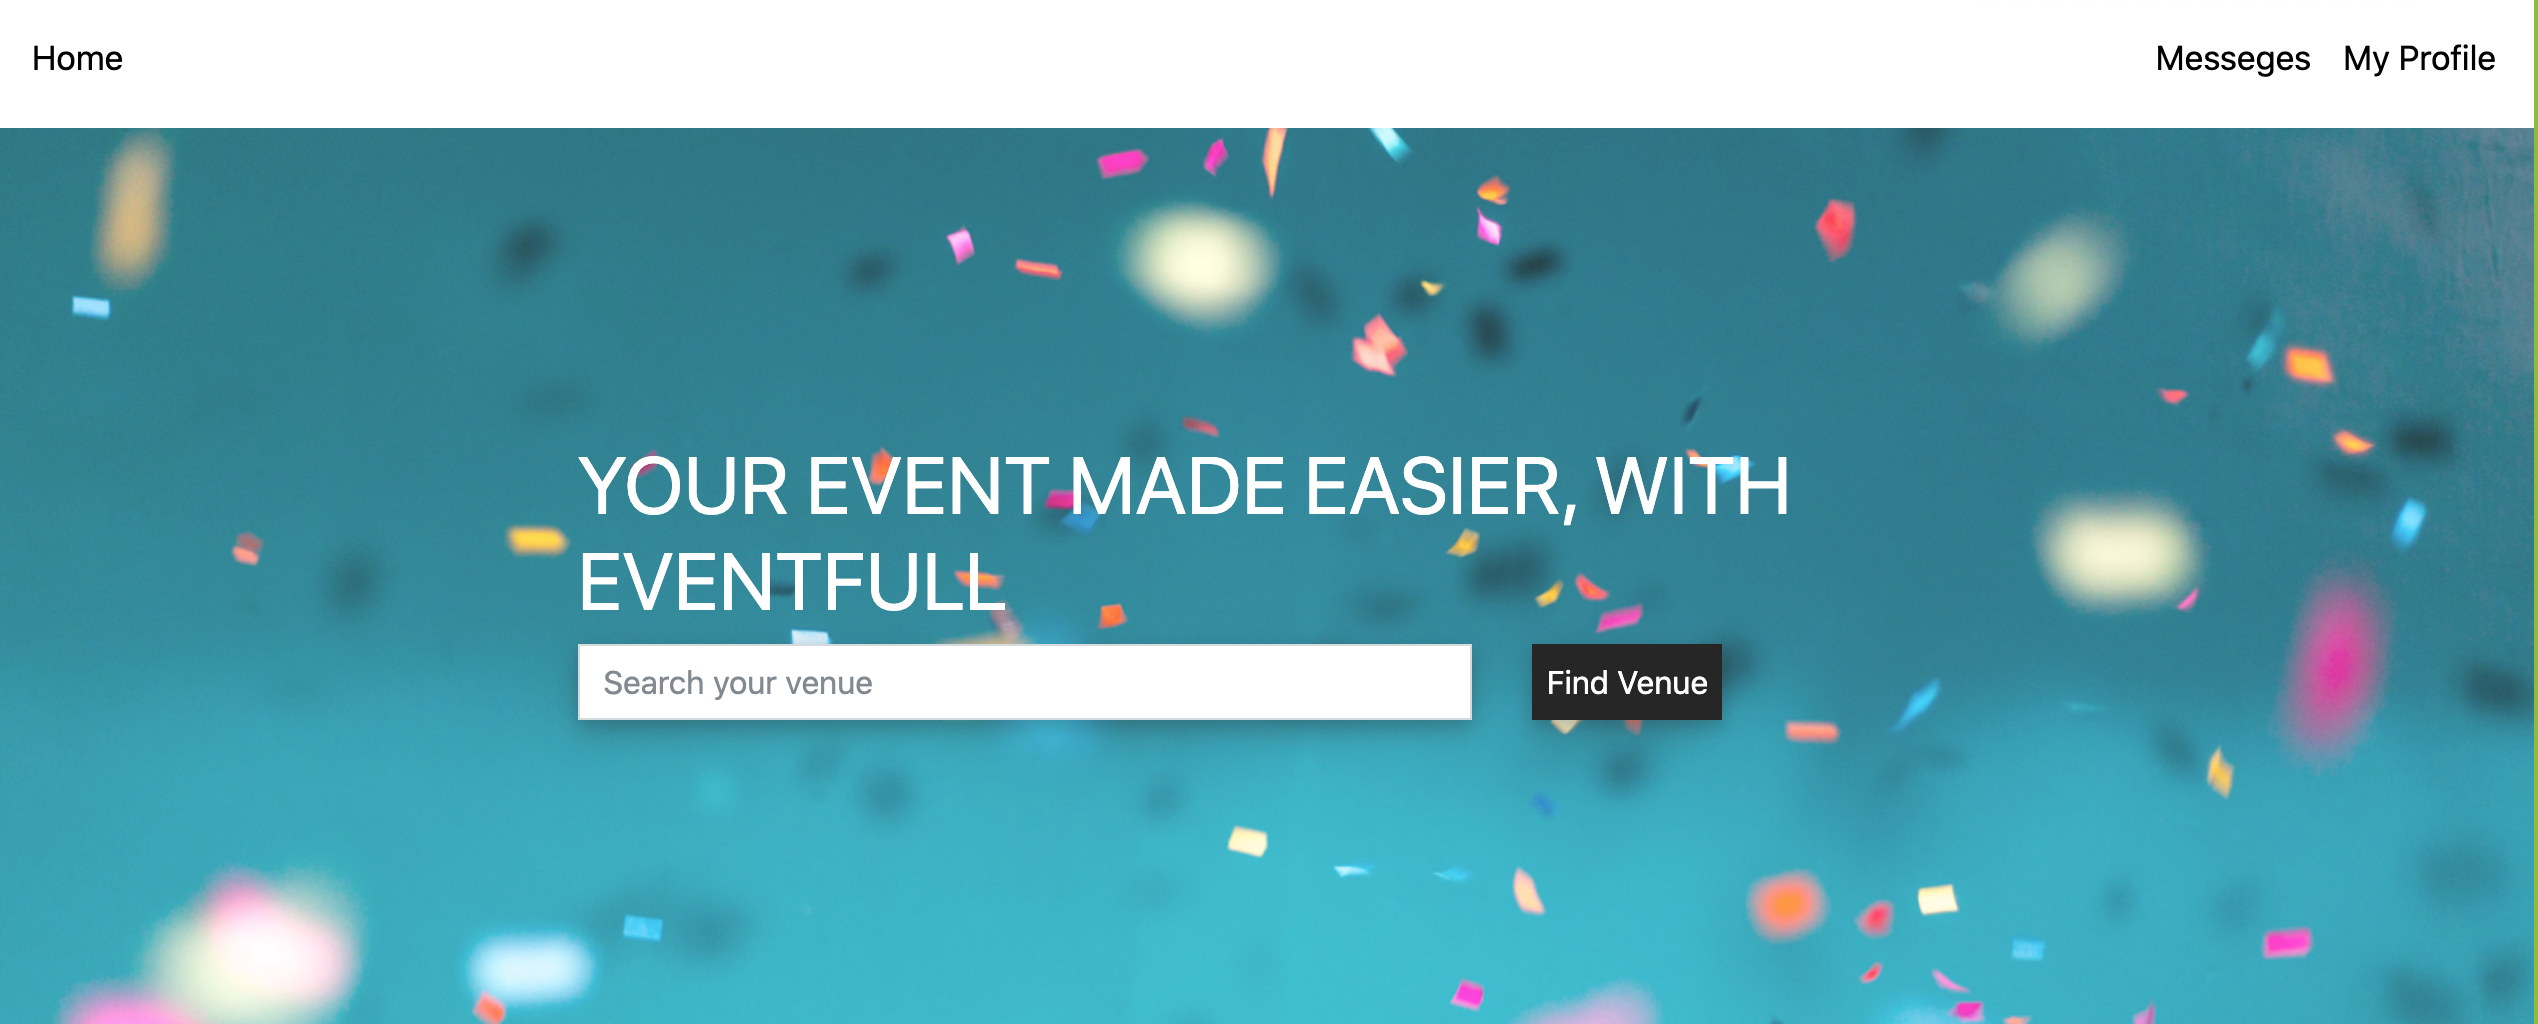 Home
Messeges
My Profile
YOUR EVENT MADE EASIER, WITH
EVENTFULL
Search your venue
Find Venue